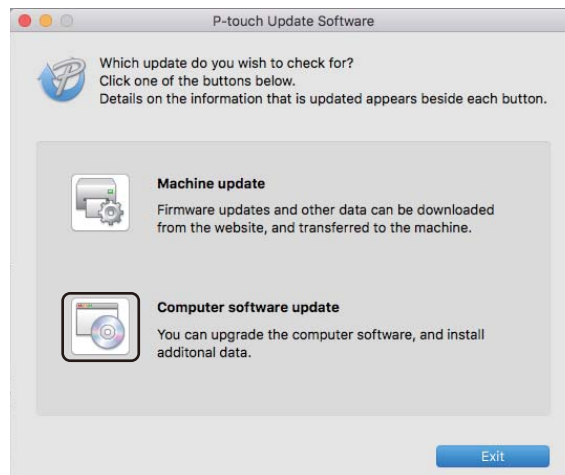 P-touch Update Software
Which update do you wish to check for?
Click one of the buttons below.
Details on the information that is updated appears beside each button.
Machine update
Firmware updates and other data can be downloaded
from the website, and transferred to the machine.
Computer software update
You can upgrade the computer software, and install
additonal data.
Exit